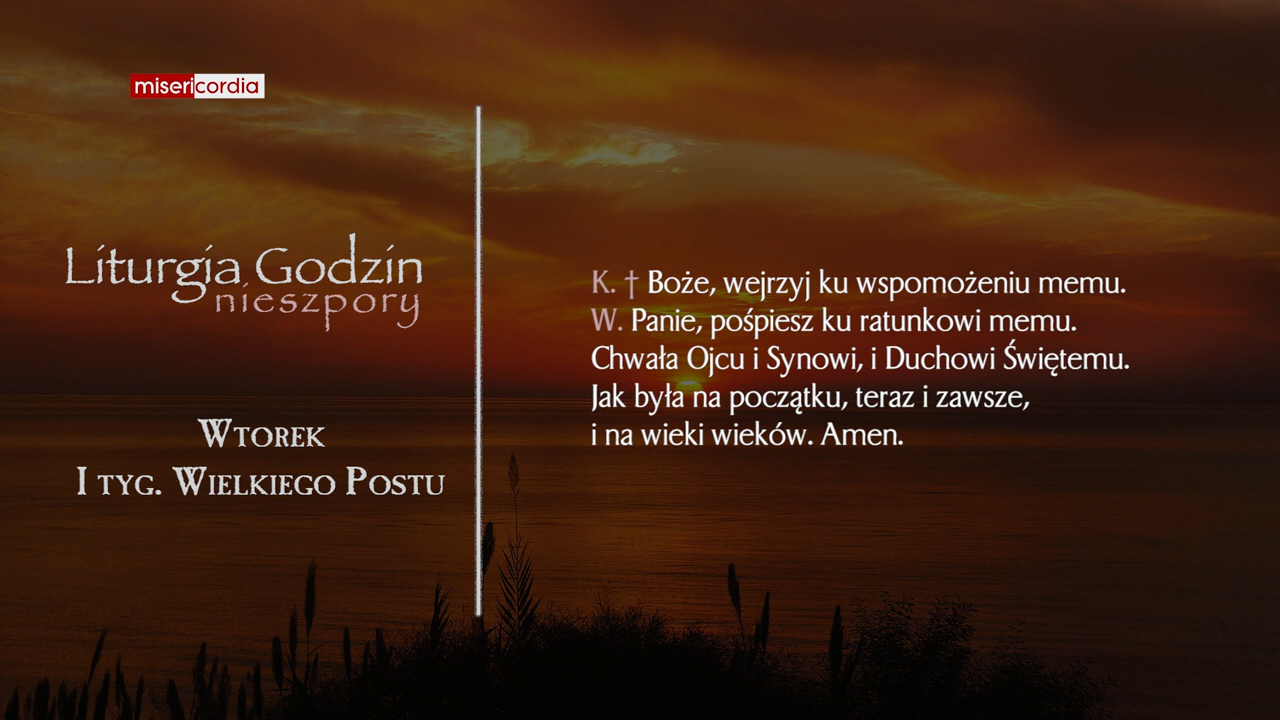 misericordia
Liturgia Godzin
nieszpory
Wtorek
I tyg. Wielkiego Postu
K. † Boże, wejrzyj ku wspomożeniu memu.
W. Panie, pośpiesz ku ratunkowi memu.
Chwała Ojcu i Synowi, i Duchowi Świętemu.
Jak była na początku, teraz i zawsze,
i na wieki wieków. Amen.